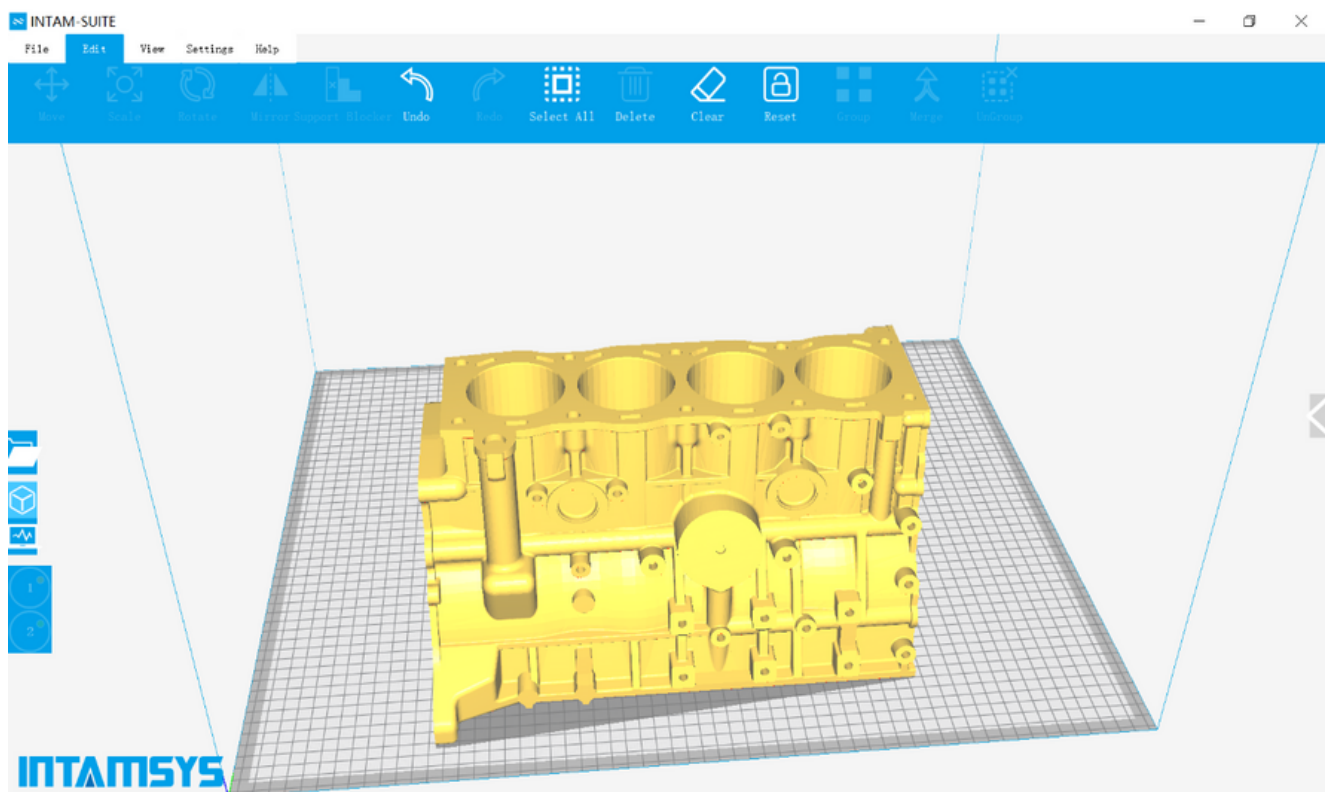 INTAM-SUITE
File Edit View Settings Help
Move Scale Rotate Mirror Support Blocker Undo Redo Select All Delete Clear Reset Group Merge UnGroup
1
2
INTAMSYS